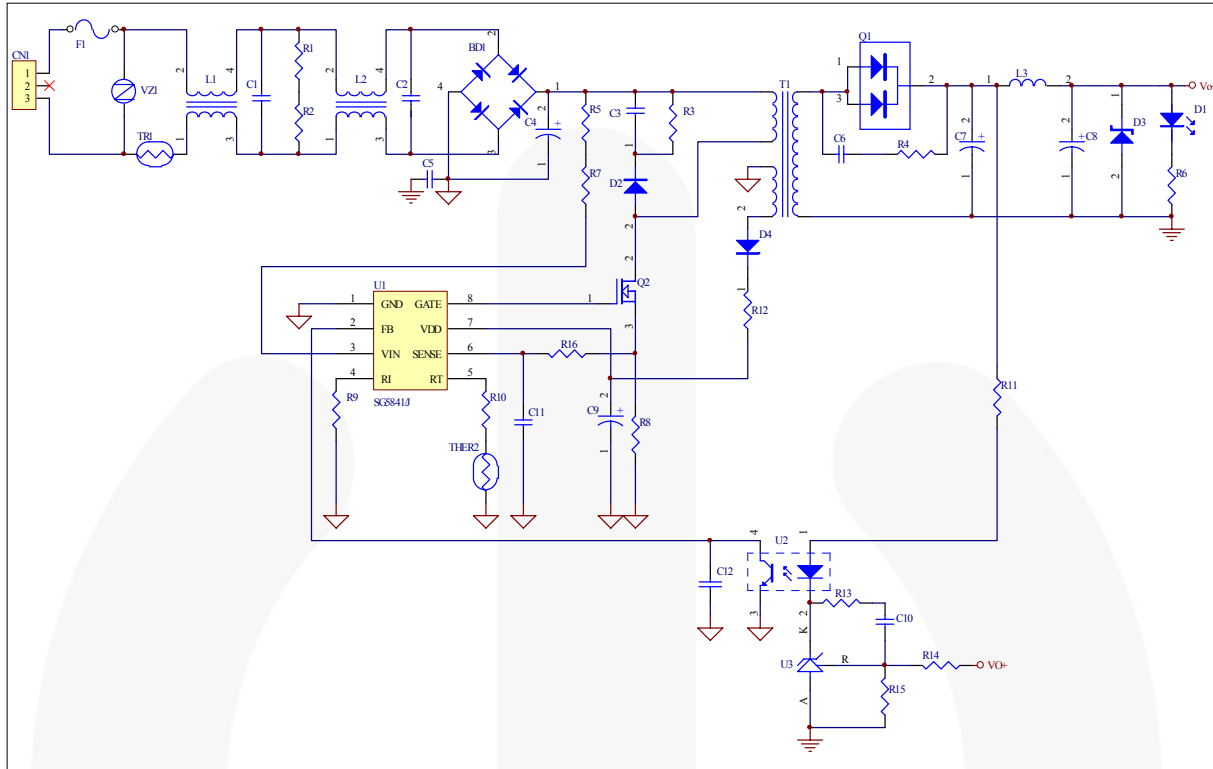 CN1
1
2
3
F1
VZ1
TR1
2
L1
4
1
3
C1
R1
R2
2
L2
4
1
3
C2
2
BD1
4
1
3
C5
2
C4
+
1
R5
R7
C3
1
R3
D2
2
2
Q2
1
3
T1
2
D4
1
R12
Q1
1
3
2
C6
R4
1
L3
2
2
C7
+
1
2
C8
+
1
1
D3
2
Vo+
D1
R6
U1
1
GND
GATE
8
2
FB
VDD
7
3
VIN
SENSE
6
4
RI
RT
5
SG5841J
R9
R10
THER2
C11
R16
2
C9
+
1
R8
R11
C12
4
U2
1
3
2
R13
C10
K
U3
R
A
R14
VO+
R15